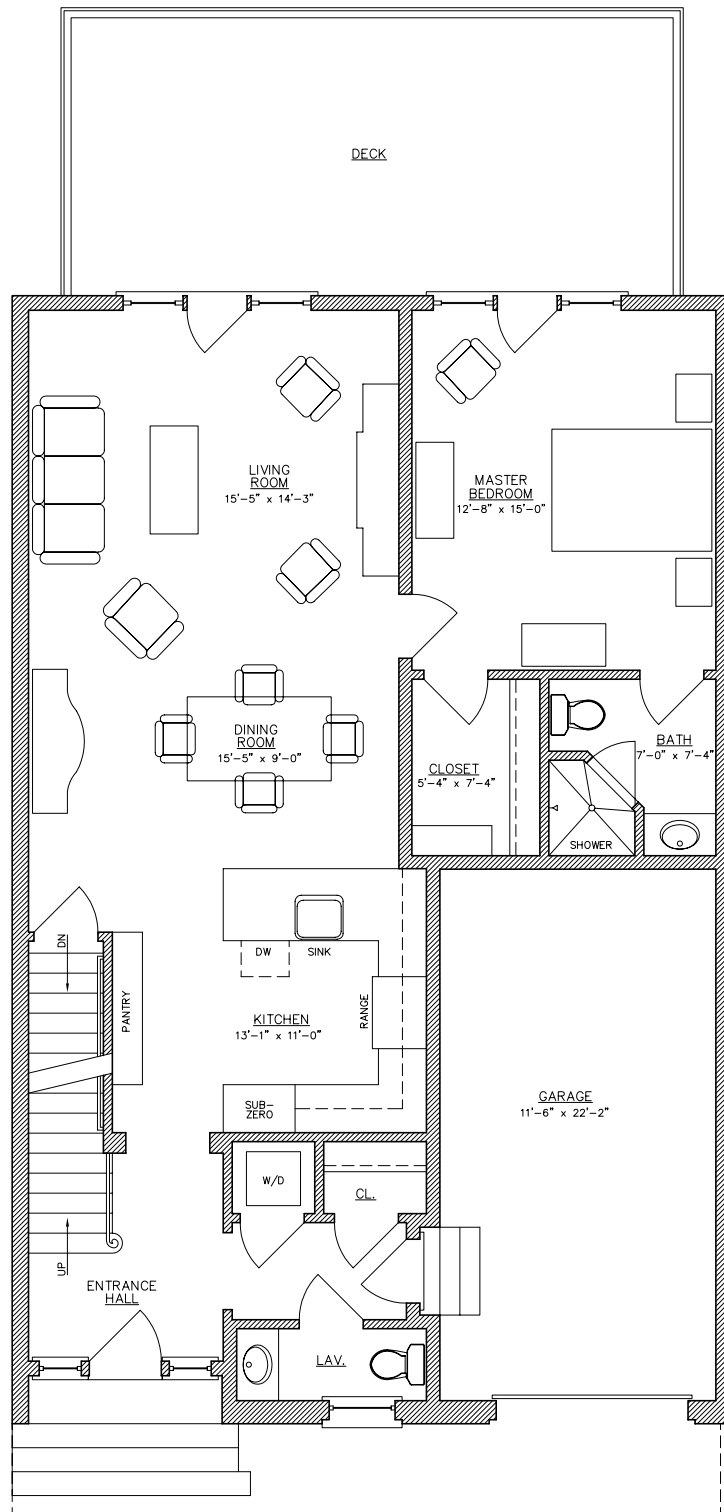 DECK
LIVING
ROOM
15'-5" x 14'-3"
MASTER
BEDROOM
12'-8" x 15'-0"
DINING
ROOM
15'-5" x 9'-0"
CLOSET
5'-4" x 7'-4"
BATH
7'-0" x 7'-4"
SHOWER
DN
DW
SINK
PANTRY
KITCHEN
13'-1" x 11'-0"
RANGE
SUB-
ZERO
GARAGE
11'-6" x 22'-2"
W/D
CL.
UP
ENTRANCE
HALL
LAV.